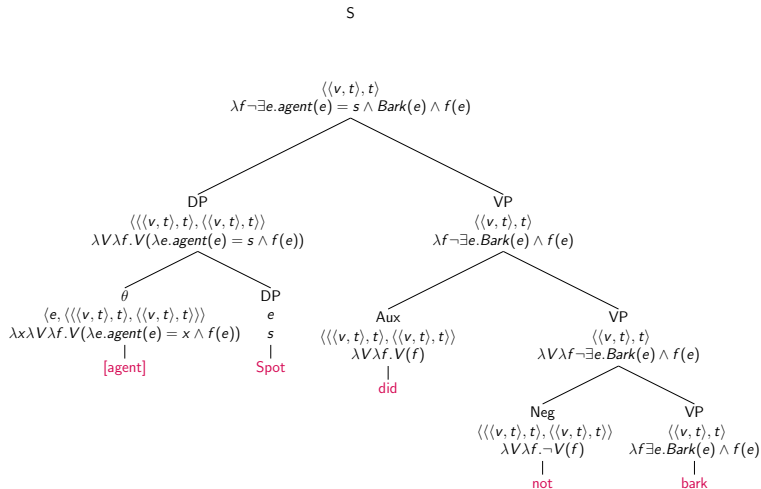 S
⟨⟨v, t⟩, t⟩
λf¬∃e.agent(e) = s ∧ Bark(e) ∧ f(e)
DP VP
⟨⟨⟨v, t⟩, t⟩, ⟨⟨v, t⟩, t⟩⟩ ⟨⟨v, t⟩, t⟩
λVλf.V(λe.agent(e) = s ∧ f(e)) λf¬∃e.Bark(e) ∧ f(e)
θ DP Aux VP
⟨e, ⟨⟨⟨v, t⟩, t⟩, ⟨⟨v, t⟩, t⟩⟩⟩ e ⟨⟨⟨v, t⟩, t⟩, ⟨⟨v, t⟩, t⟩⟩ ⟨⟨v, t⟩, t⟩
λxλVλf.V(λe.agent(e) = x ∧ f(e)) s λVλf.V(f) λVλf¬∃e.Bark(e) ∧ f(e)
[agent] Spot did
Neg VP
⟨⟨⟨v, t⟩, t⟩, ⟨⟨v, t⟩, t⟩⟩ ⟨⟨v, t⟩, t⟩
λVλf.¬V(f) λf∃e.Bark(e) ∧ f(e)
not bark